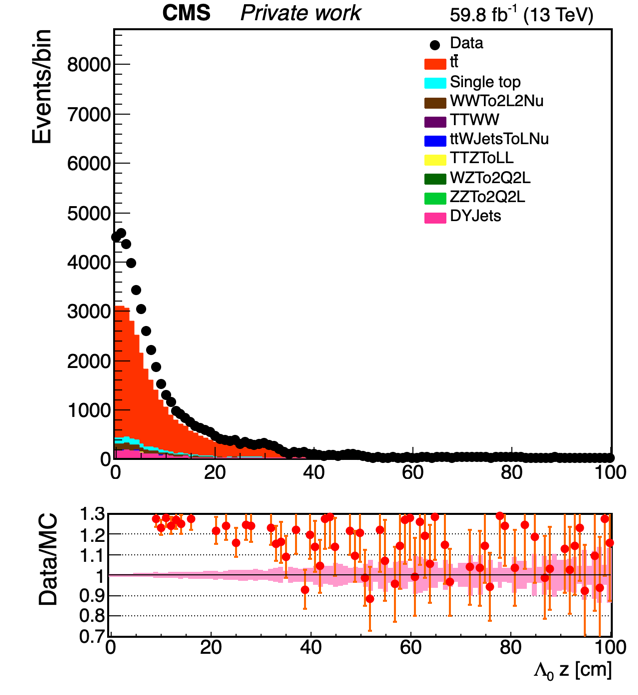 CMS Private work 59.8 fb⁻¹ (13 TeV)
Events/bin
8000
7000
6000
5000
4000
3000
2000
1000
0
Data
tt̄
Single top
WWTo2L2Nu
TTWW
ttWJetsToLNu
TTZToLL
WZTo2Q2L
ZZTo2Q2L
DYJets
0 20 40 60 80 100
Data/MC
1.3
1.2
1.1
1
0.9
0.8
0.7
0 20 40 60 80 100
Λ₀ z [cm]